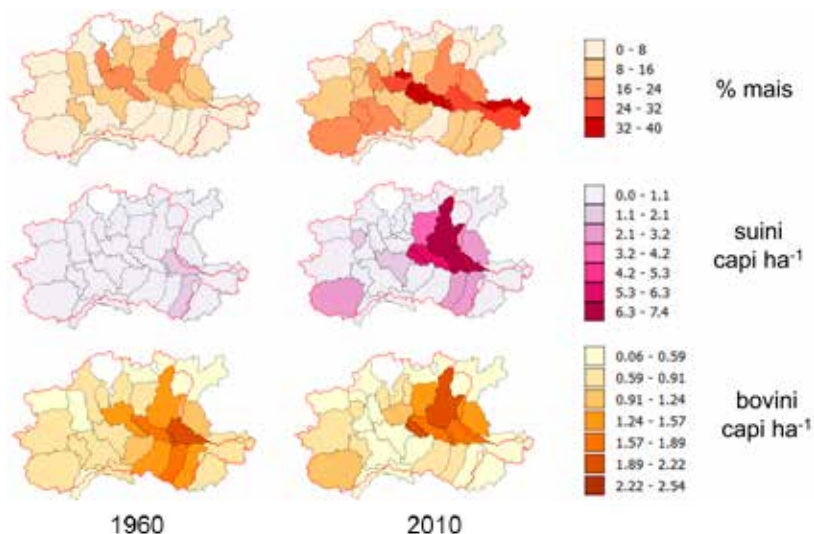 0 - 8
8 - 16
16 - 24
24 - 32
32 - 40
% mais
0.0 - 1.1
1.1 - 2.1
2.1 - 3.2
3.2 - 4.2
4.2 - 5.3
5.3 - 6.3
6.3 - 7.4
suini
capi ha⁻¹
0.06 - 0.59
0.59 - 0.91
0.91 - 1.24
1.24 - 1.57
1.57 - 1.89
1.89 - 2.22
2.22 - 2.54
bovini
capi ha⁻¹
1960
2010